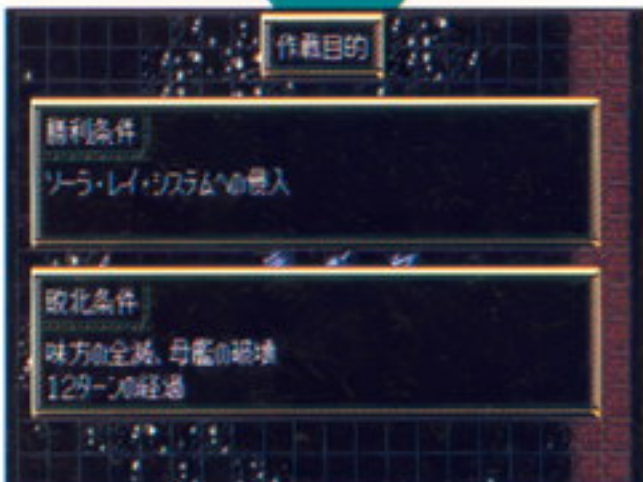 作戦目的
勝利条件
ソーラ・レイ・システムへの侵入
敗北条件
味方の全滅、母艦の破壊
12ターンの経過